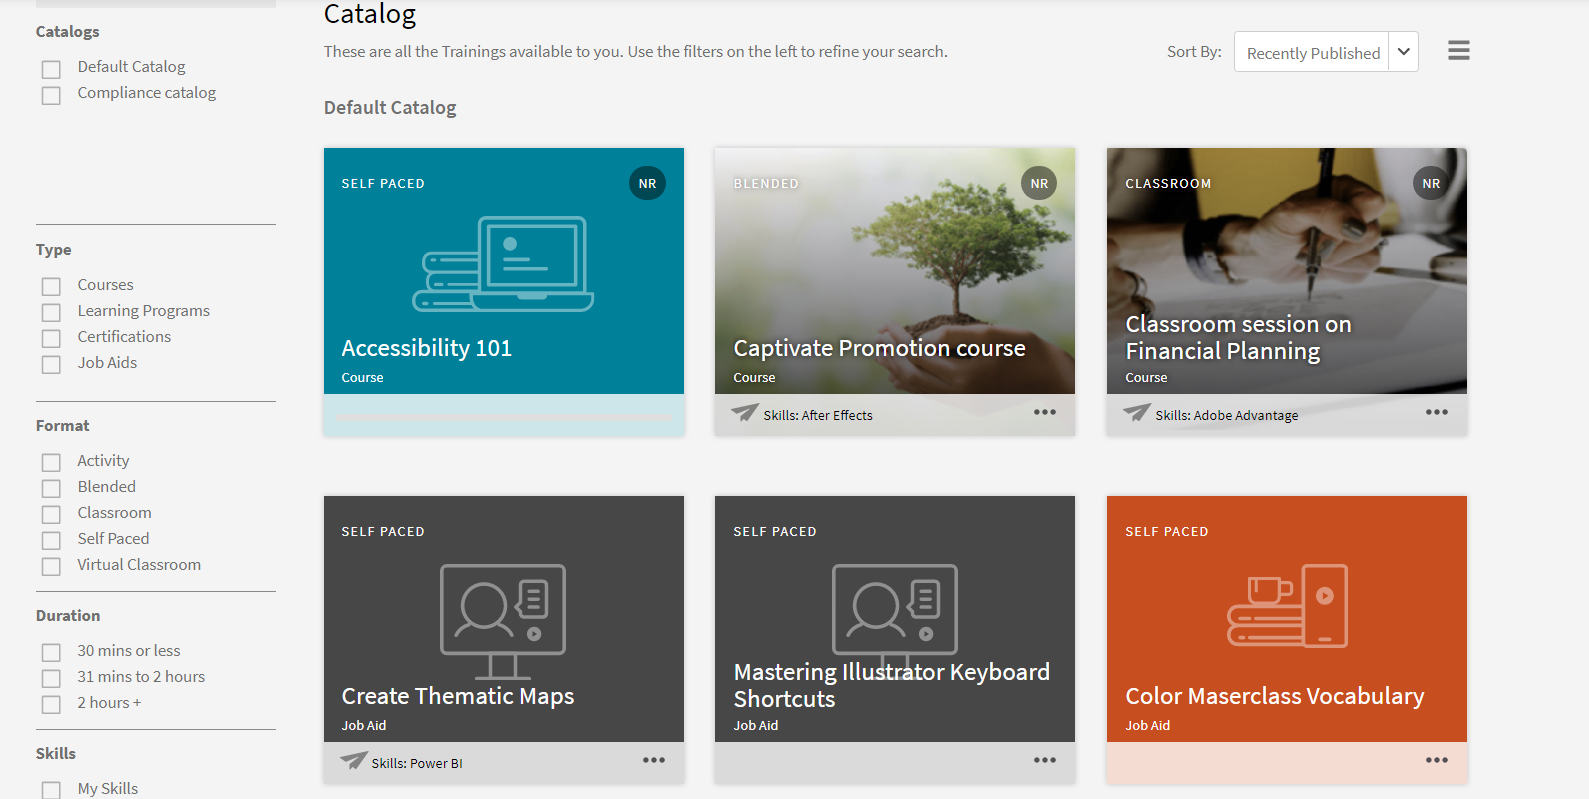 Catalogs
Default Catalog
Compliance catalog
Type
Courses
Learning Programs
Certifications
Job Aids
Format
Activity
Blended
Classroom
Self Paced
Virtual Classroom
Duration
30 mins or less
31 mins to 2 hours
2 hours +
Skills
My Skills
Catalog
These are all the Trainings available to you. Use the filters on the left to refine your search.
Sort By: Recently Published
Default Catalog
SELF PACED NR
Accessibility 101
Course
BLENDED NR
Captivate Promotion course
Course
Skills: After Effects
CLASSROOM NR
Classroom session on
Financial Planning
Course
Skills: Adobe Advantage
SELF PACED
Create Thematic Maps
Job Aid
Skills: Power BI
SELF PACED
Mastering Illustrator Keyboard
Shortcuts
Job Aid
SELF PACED
Color Maserclass Vocabulary
Job Aid